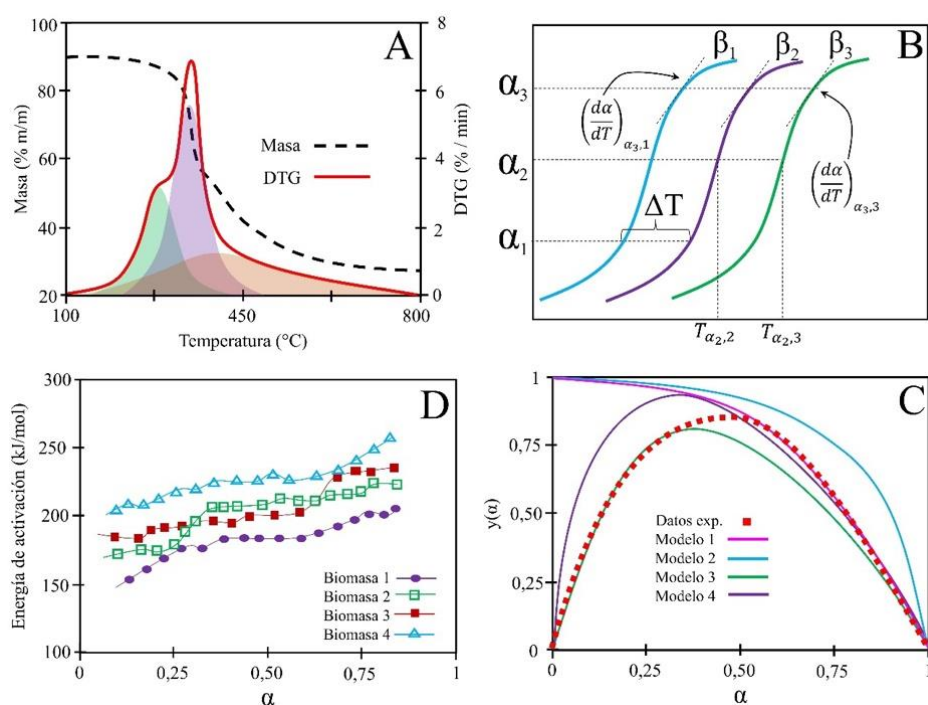 A
Masa (% m/m)
100
80
60
40
20
Masa
DTG
8
6
4
2
0
DTG (% / min)
100
450
800
Temperatura (°C)
B
β₁
β₂
β₃
α₃
α₂
α₁
(dα/dT)α₃,₁
(dα/dT)α₃,₃
ΔT
Tα₂,₂
Tα₂,₃
D
Energía de activación (kJ/mol)
300
250
200
150
100
Biomasa 1
Biomasa 2
Biomasa 3
Biomasa 4
0
0,25
0,50
0,75
1
α
C
y(α)
1
0,75
0,50
0,25
0
Datos exp.
Modelo 1
Modelo 2
Modelo 3
Modelo 4
0
0,25
0,50
0,75
1
α